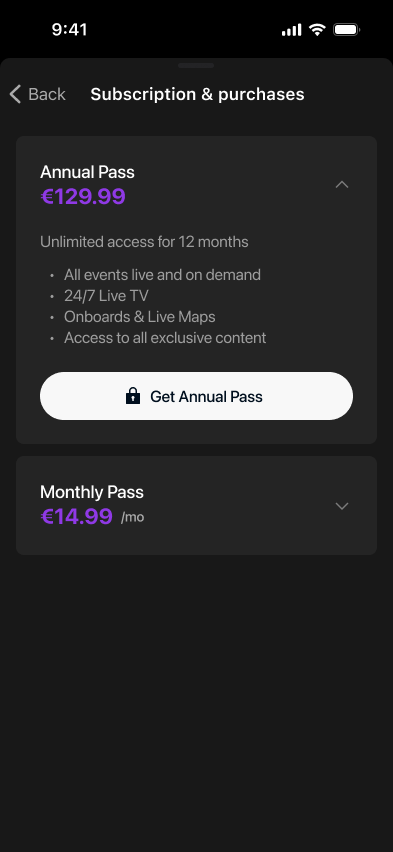 9:41
Back
Subscription & purchases
Annual Pass
€129.99
Unlimited access for 12 months
• All events live and on demand
• 24/7 Live TV
• Onboards & Live Maps
• Access to all exclusive content
Get Annual Pass
Monthly Pass
€14.99 /mo